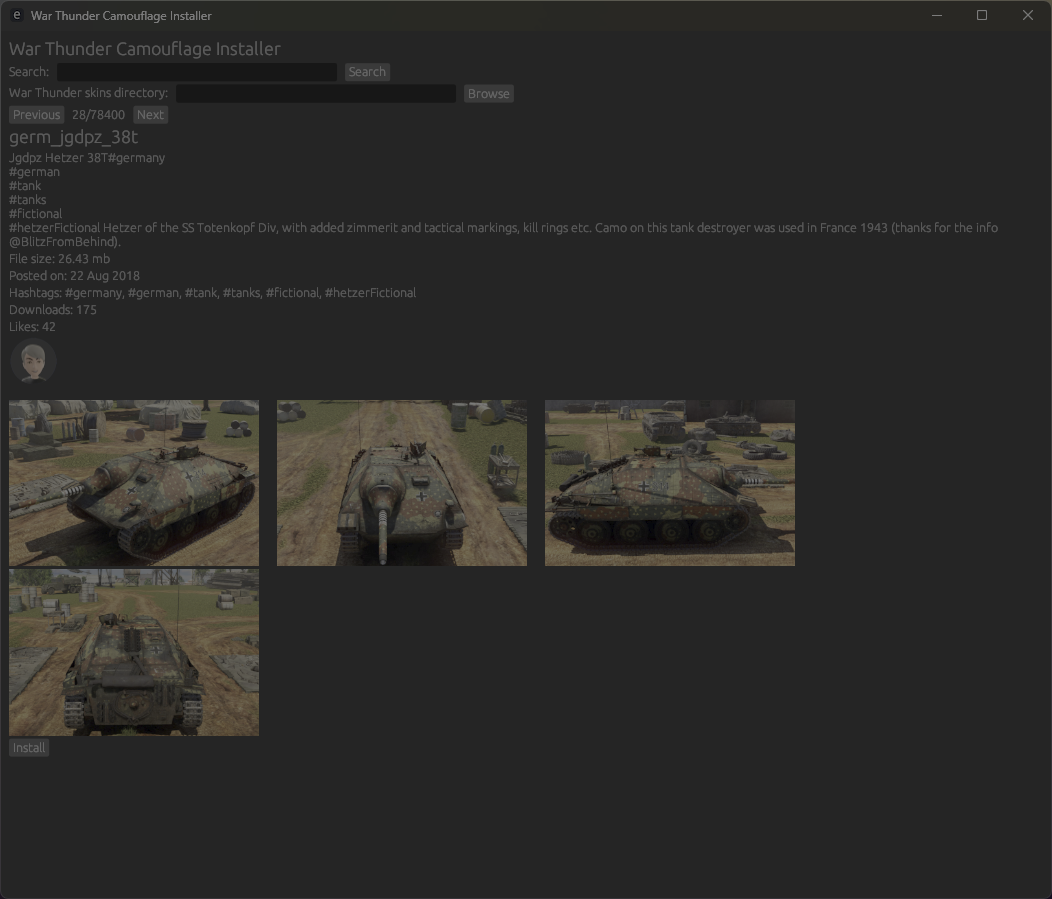 e War Thunder Camouflage Installer
War Thunder Camouflage Installer
Search: Search
War Thunder skins directory: Browse
Previous 28/78400 Next
germ_jgdpz_38t
Jgdpz Hetzer 38T#germany
#german
#tank
#tanks
#fictional
#hetzerFictional Hetzer of the SS Totenkopf Div, with added zimmerit and tactical markings, kill rings etc. Camo on this tank destroyer was used in France 1943 (thanks for the info
@BlitzFromBehind).
File size: 26.43 mb
Posted on: 22 Aug 2018
Hashtags: #germany, #german, #tank, #tanks, #fictional, #hetzerFictional
Downloads: 175
Likes: 42
Install